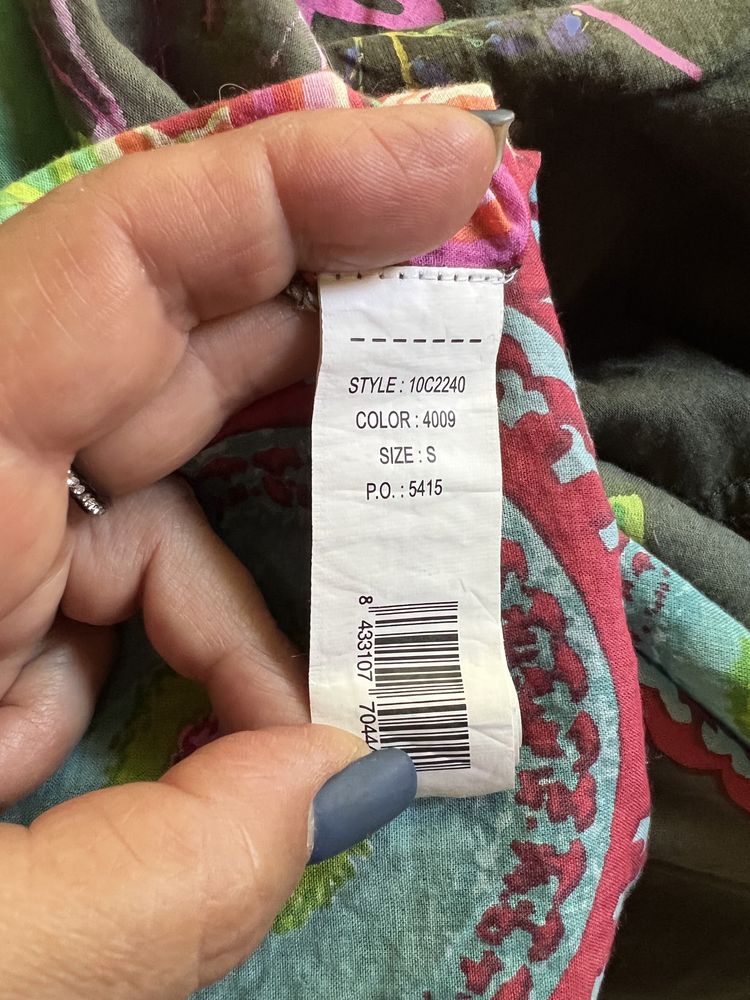 STYLE : 10C2240
COLOR : 4009
SIZE : S
P.O. : 5415
8 433107 7044